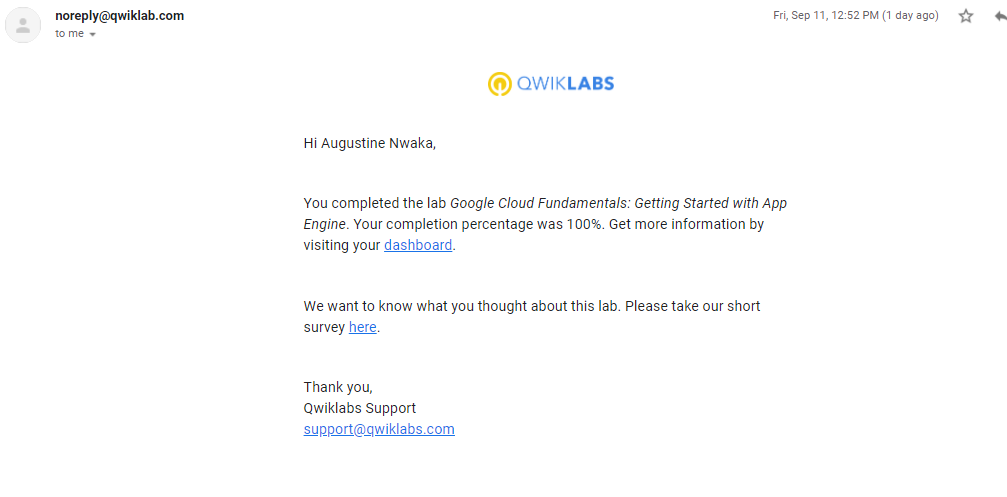 noreply@qwiklab.com
Fri, Sep 11, 12:52 PM (1 day ago)
to me
QWIKLABS
Hi Augustine Nwaka,
You completed the lab Google Cloud Fundamentals: Getting Started with App
Engine. Your completion percentage was 100%. Get more information by
visiting your dashboard.
We want to know what you thought about this lab. Please take our short
survey here.
Thank you,
Qwiklabs Support
support@qwiklabs.com